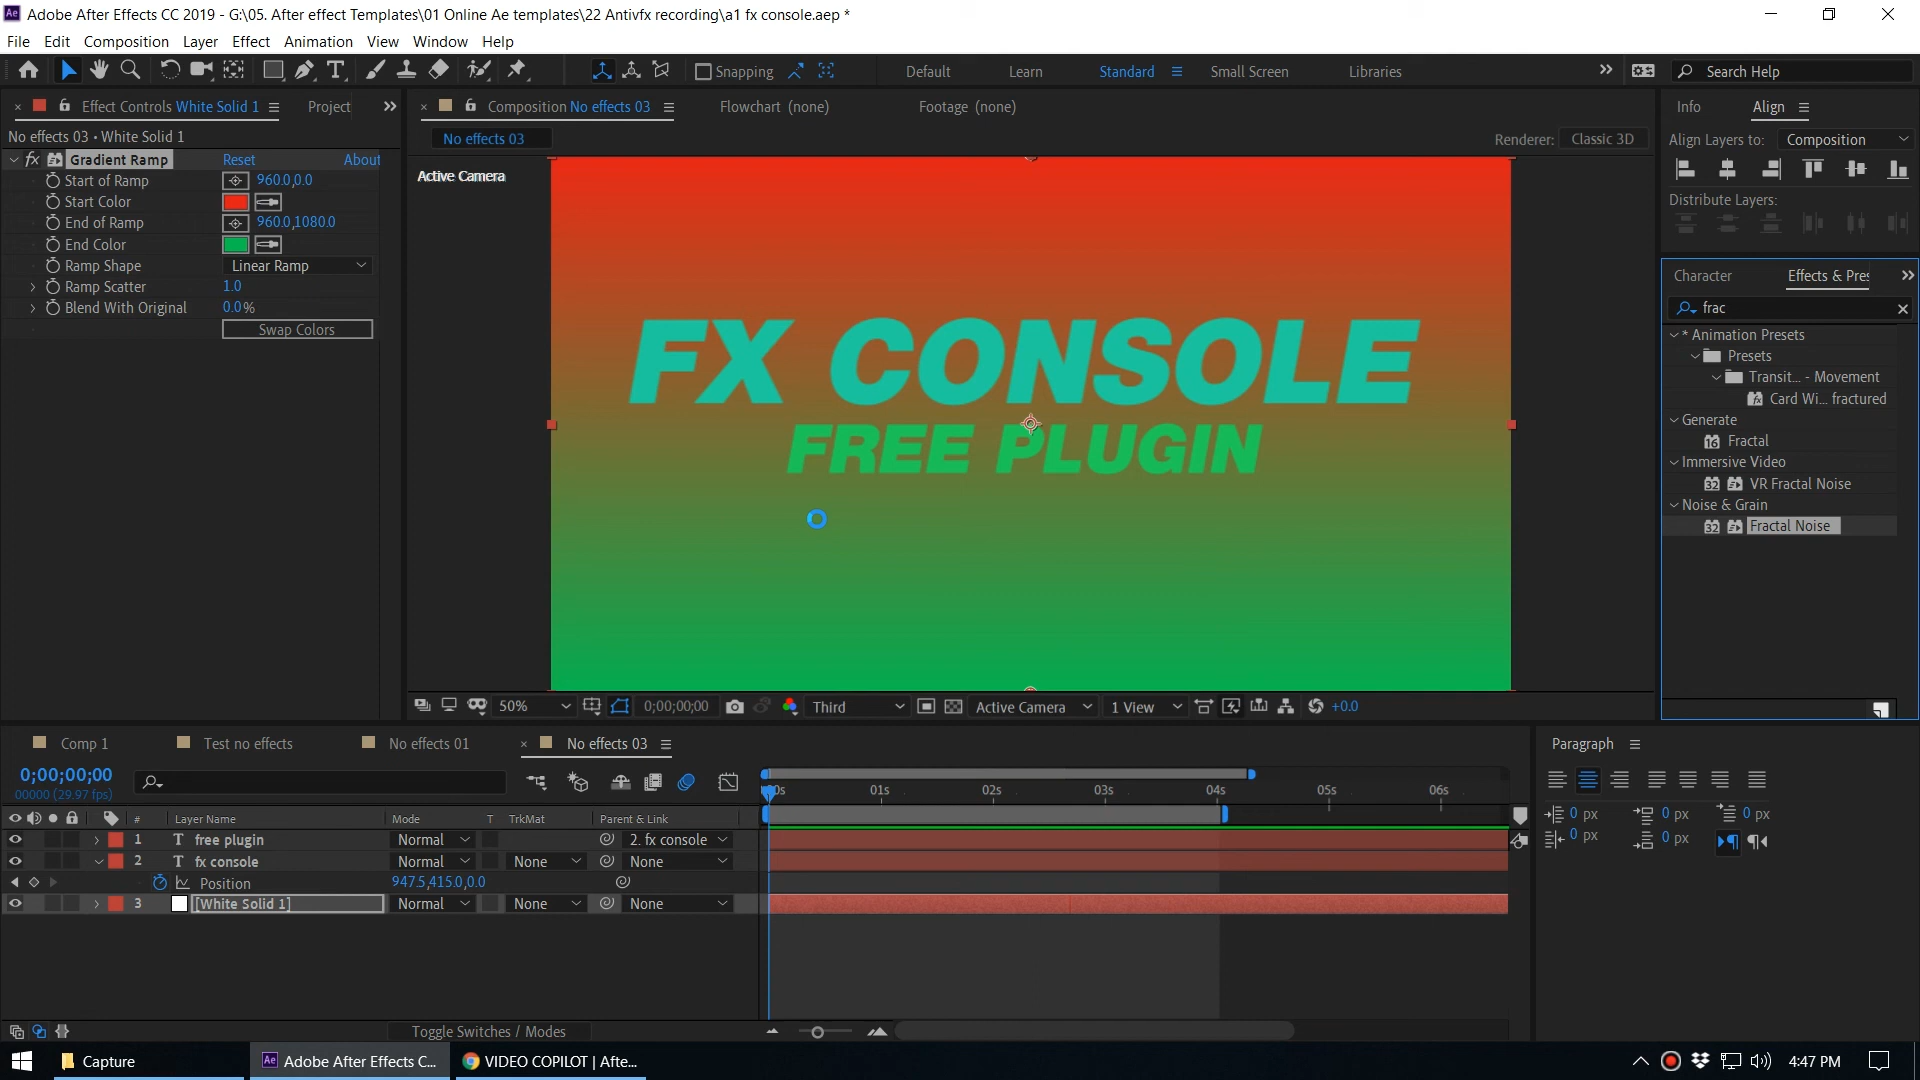 Adobe After Effects CC 2019 - G:\05. After effect Templates\01 Online Ae templates\22 Antivfx recording\a1 fx console.aep *
File Edit Composition Layer Effect Animation View Window Help
Snapping Default Learn Standard Small Screen Libraries Search Help
Effect Controls White Solid 1 Project
Composition No effects 03 Flowchart (none) Footage (none)
Info Align
No effects 03 • White Solid 1
No effects 03
Renderer: Classic 3D
Align Layers to: Composition
fx Gradient Ramp Reset About
Start of Ramp 960.0,0.0
Start Color
End of Ramp 960.0,1080.0
End Color
Ramp Shape Linear Ramp
Ramp Scatter 1.0
Blend With Original 0.0%
Swap Colors
Active Camera
FX CONSOLE
FREE PLUGIN
Distribute Layers:
Character Effects & Pres
frac
* Animation Presets
Presets
Transit... - Movement
Card Wi... fractured
Generate
16 Fractal
Immersive Video
32 VR Fractal Noise
Noise & Grain
32 Fractal Noise
50% 0;00;00;00 Third Active Camera 1 View +0.0
Comp 1 Test no effects No effects 01 No effects 03
0;00;00;00
00000 (29.97 fps)
00s 01s 02s 03s 04s 05s 06s
# Layer Name Mode T TrkMat Parent & Link
1 T free plugin Normal 2. fx console
2 T fx console Normal None None
Position 947.5,415.0,0.0
3 [White Solid 1] Normal None None
Toggle Switches / Modes
Paragraph
0 px 0 px 0 px
0 px 0 px
Capture
Ae Adobe After Effects C...
VIDEO COPILOT | Afte...
4:47 PM